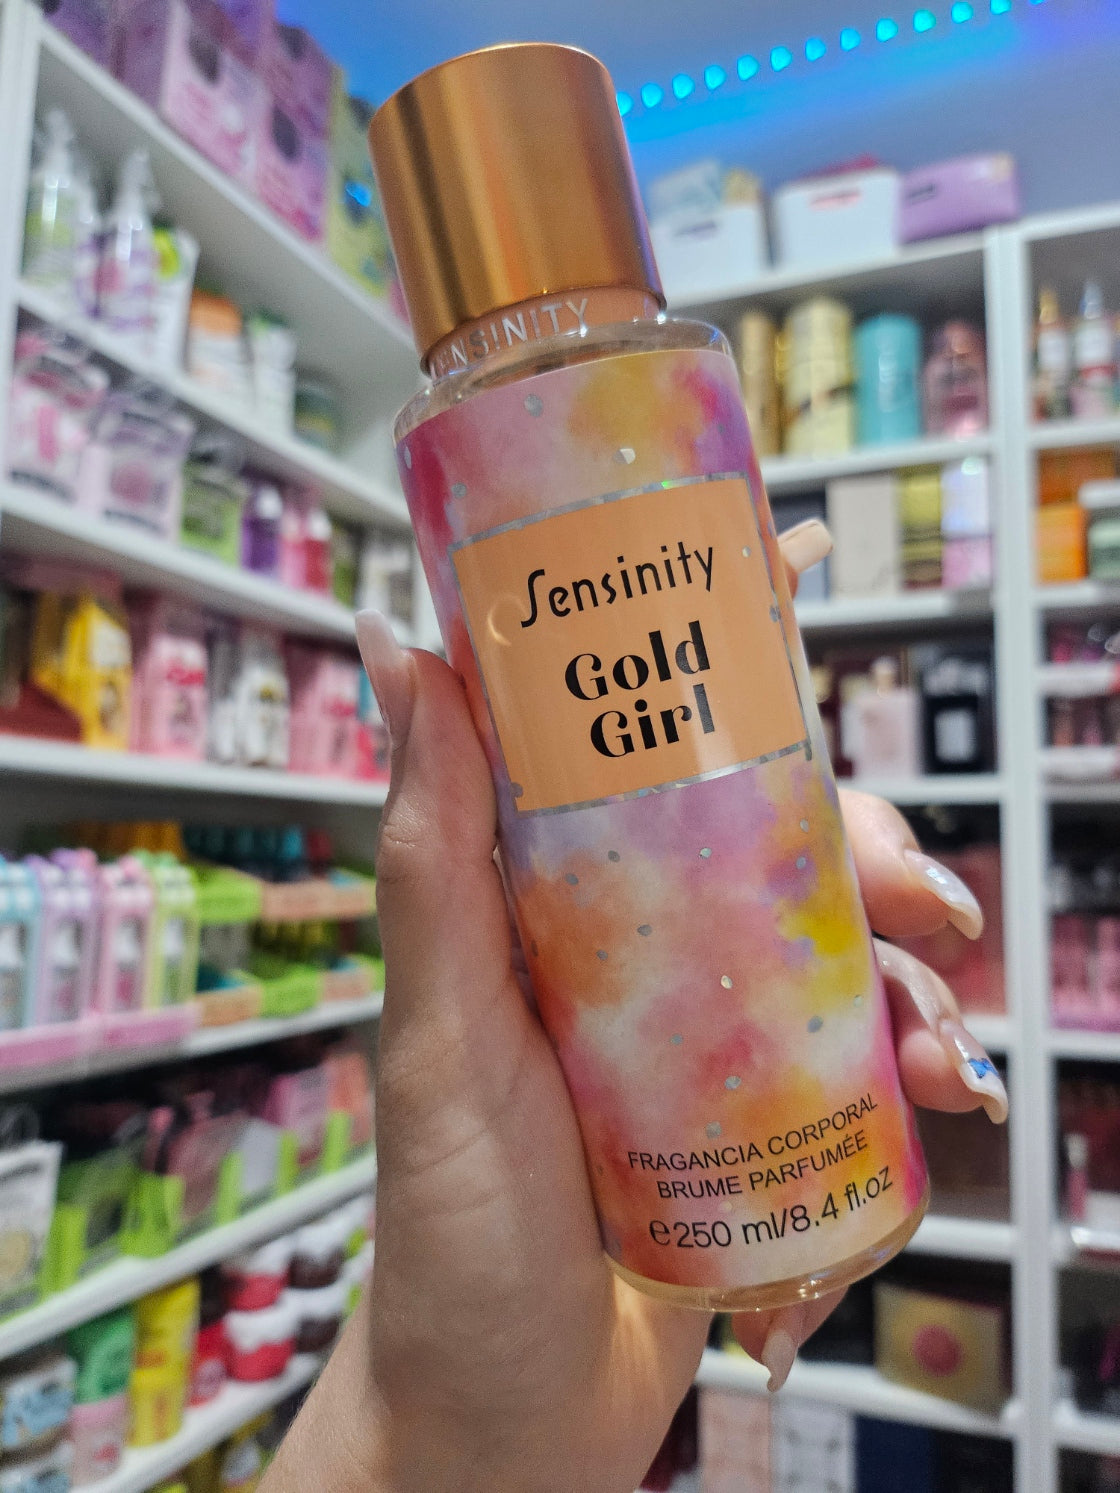 SENSINITY
Sensinity
Gold
Girl
FRAGANCIA CORPORAL
BRUME PARFUMÉE
℮250 ml/8.4 fl.oz